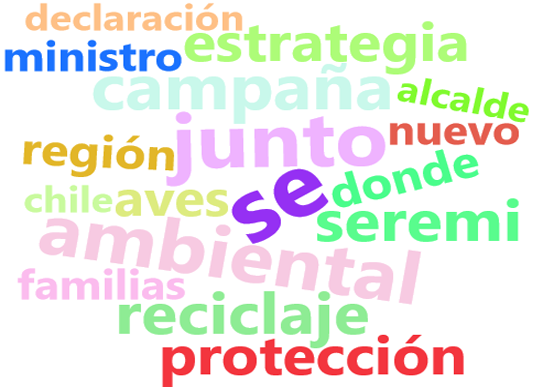 declaración
ministro estrategia
campaña alcalde
junto nuevo
región donde
chile aves se seremi
ambiental
familias
reciclaje
protección